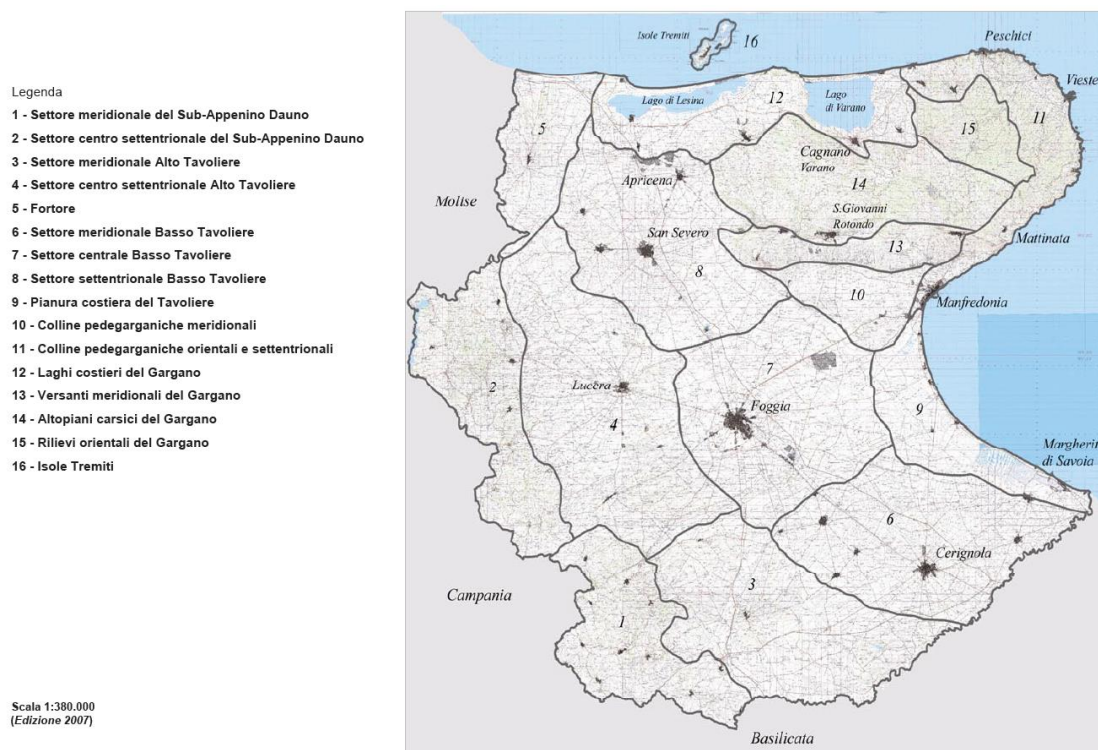 Legenda
1 - Settore meridionale del Sub-Appenino Dauno
2 - Settore centro settentrionale del Sub-Appenino Dauno
3 - Settore meridionale Alto Tavoliere
4 - Settore centro settentrionale Alto Tavoliere
5 - Fortore
6 - Settore meridionale Basso Tavoliere
7 - Settore centrale Basso Tavoliere
8 - Settore settentrionale Basso Tavoliere
9 - Pianura costiera del Tavoliere
10 - Colline pedegarganiche meridionali
11 - Colline pedegarganiche orientali e settentrionali
12 - Laghi costieri del Gargano
13 - Versanti meridionali del Gargano
14 - Altopiani carsici del Gargano
15 - Rilievi orientali del Gargano
16 - Isole Tremiti
Scala 1:380.000
(Edizione 2007)
Isole Tremiti
16
Peschici
Vieste
Lago di Lesina
12
Lago
di Varano
5
15
11
Cagnano
Varano
Apricena
14
Molise
S.Giovanni
Rotondo
San Severo
13
Mattinata
8
10
Manfredonia
7
2
Lucera
4
Foggia
9
Margherit
di Savoia
6
Cerignola
3
Campania
1
Basilicata